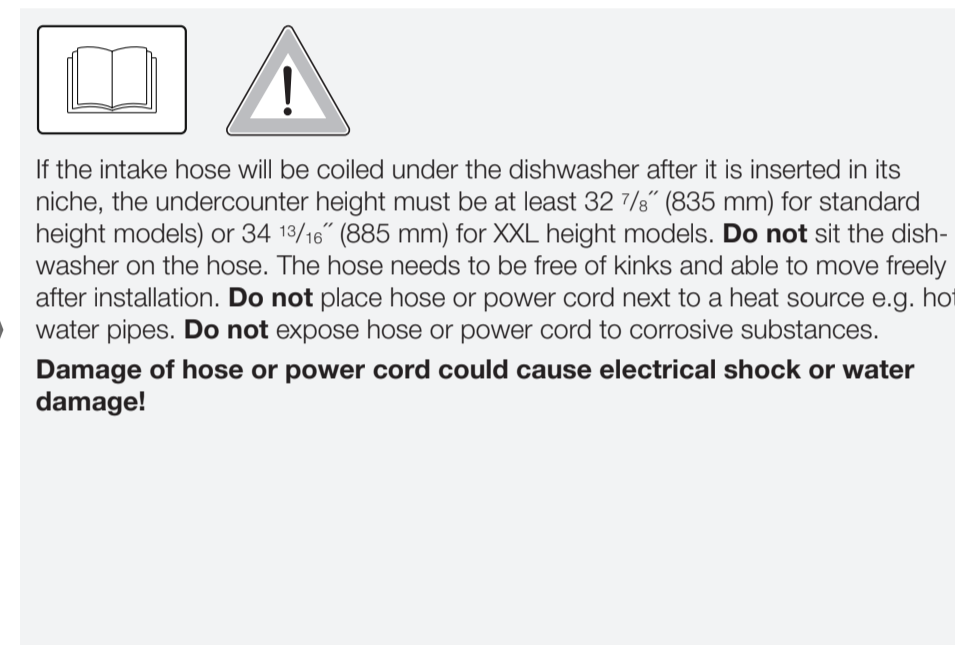 If the intake hose will be coiled under the dishwasher after it is inserted in its
niche, the undercounter height must be at least 32 7/8˝ (835 mm) for standard
height models) or 34 13/16˝ (885 mm) for XXL height models. Do not sit the dish-
washer on the hose. The hose needs to be free of kinks and able to move freely
after installation. Do not place hose or power cord next to a heat source e.g. hot
water pipes. Do not expose hose or power cord to corrosive substances.
Damage of hose or power cord could cause electrical shock or water
damage!